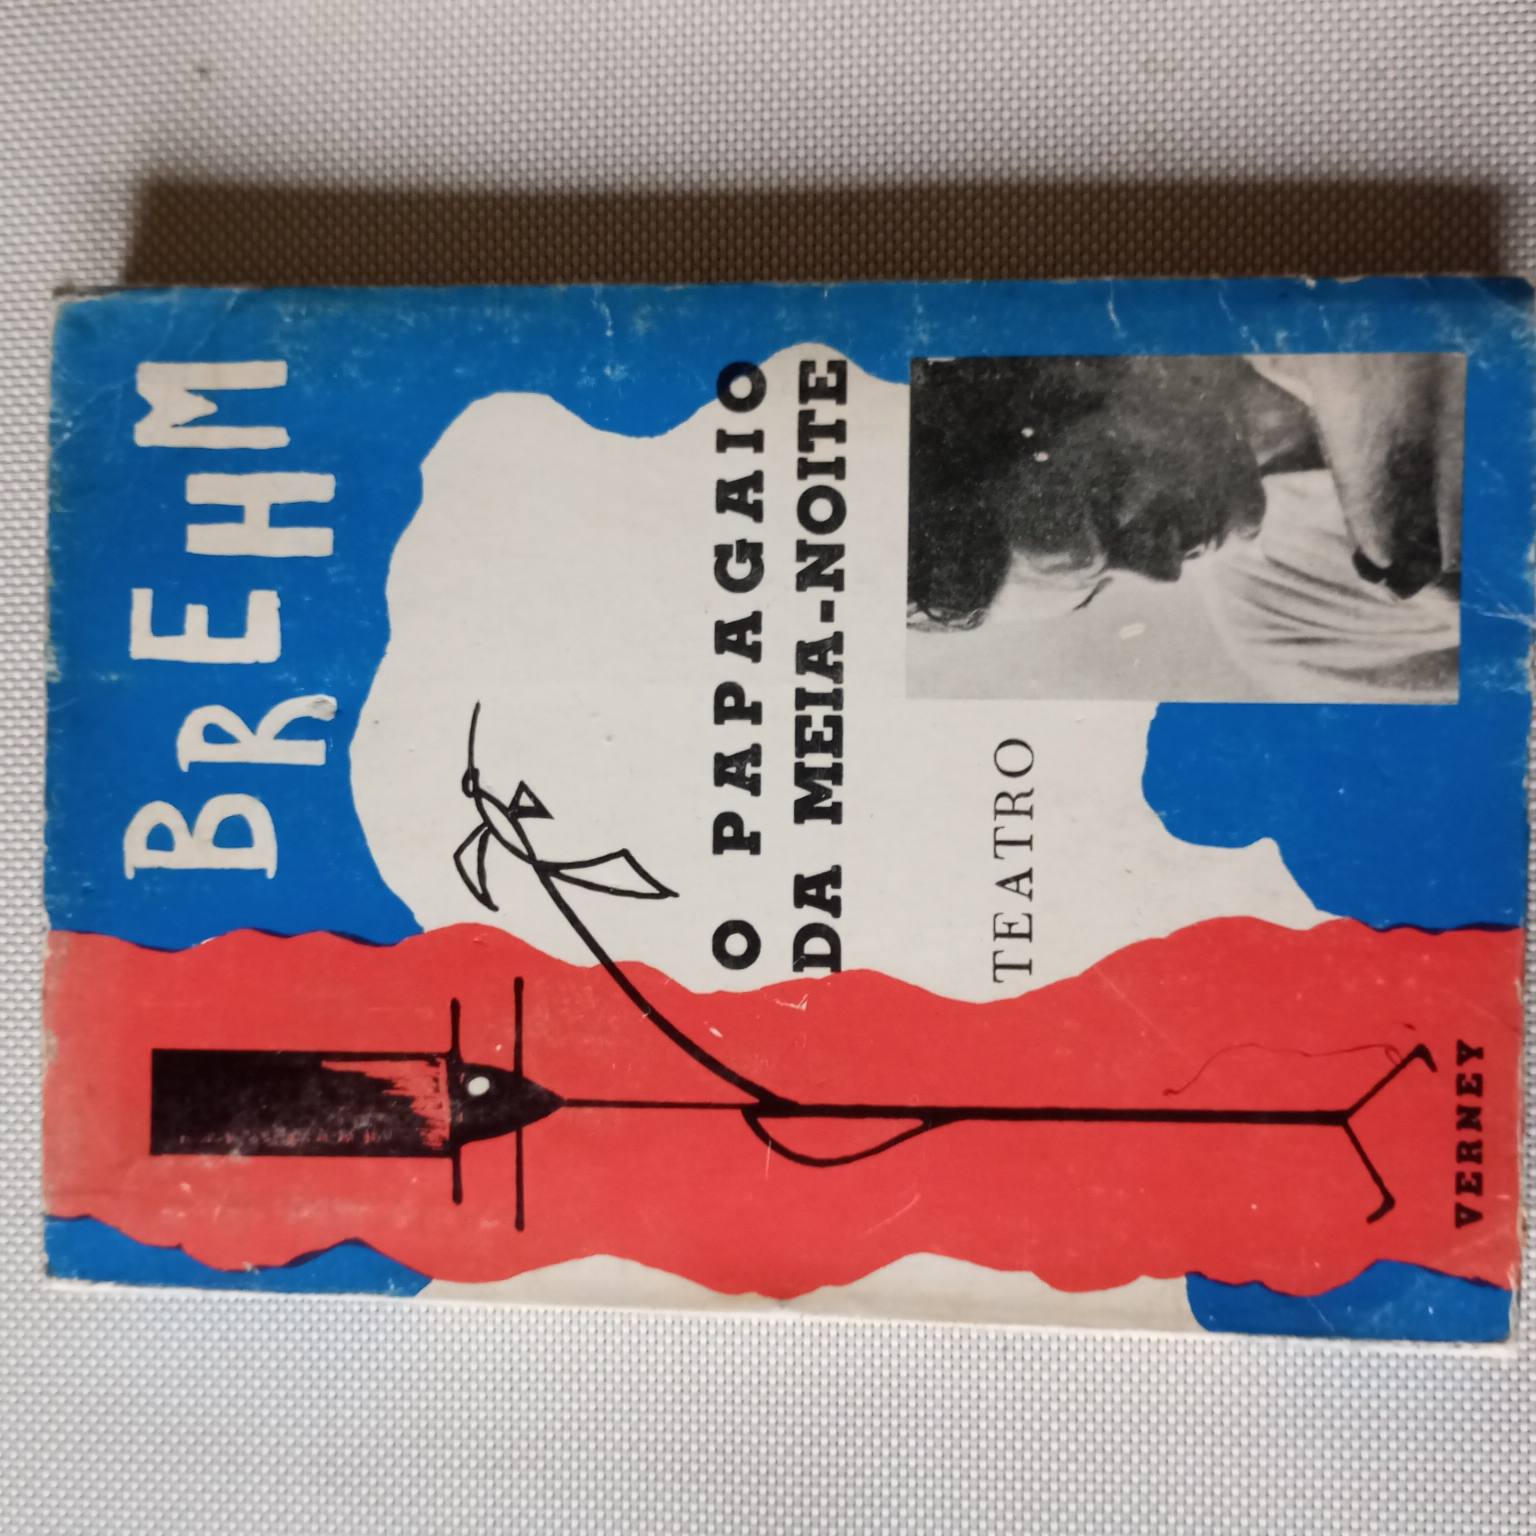 BREHM
O PAPAGAIO
DA MEIA-NOITE
TEATRO
VERNEY